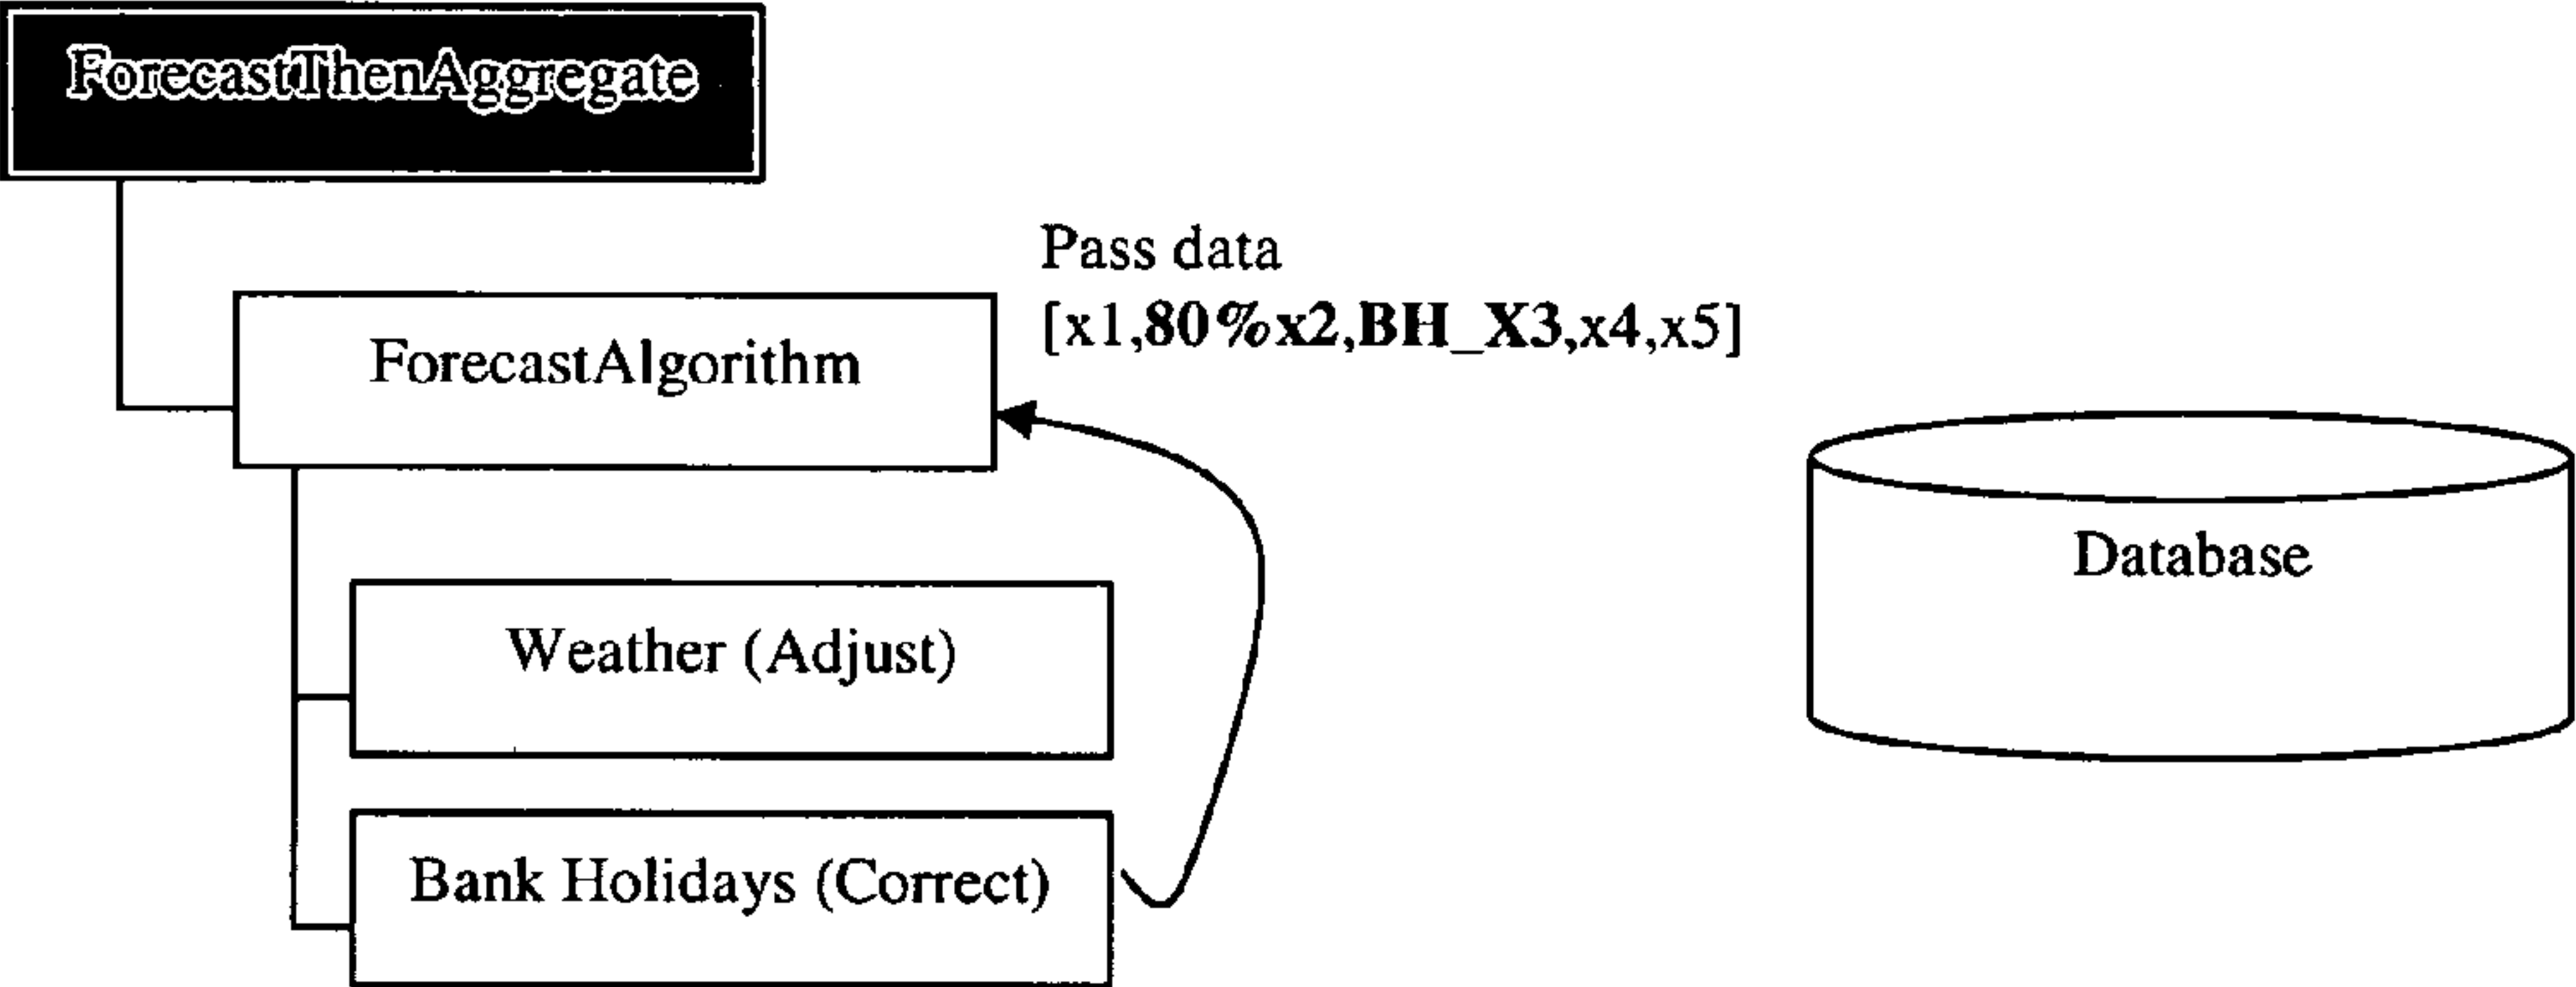 ForecastThenAggregate
Pass data
[x1,80%x2,BH_X3,x4,x5]
ForecastAlgorithm
Database
Weather (Adjust)
Bank Holidays (Correct)